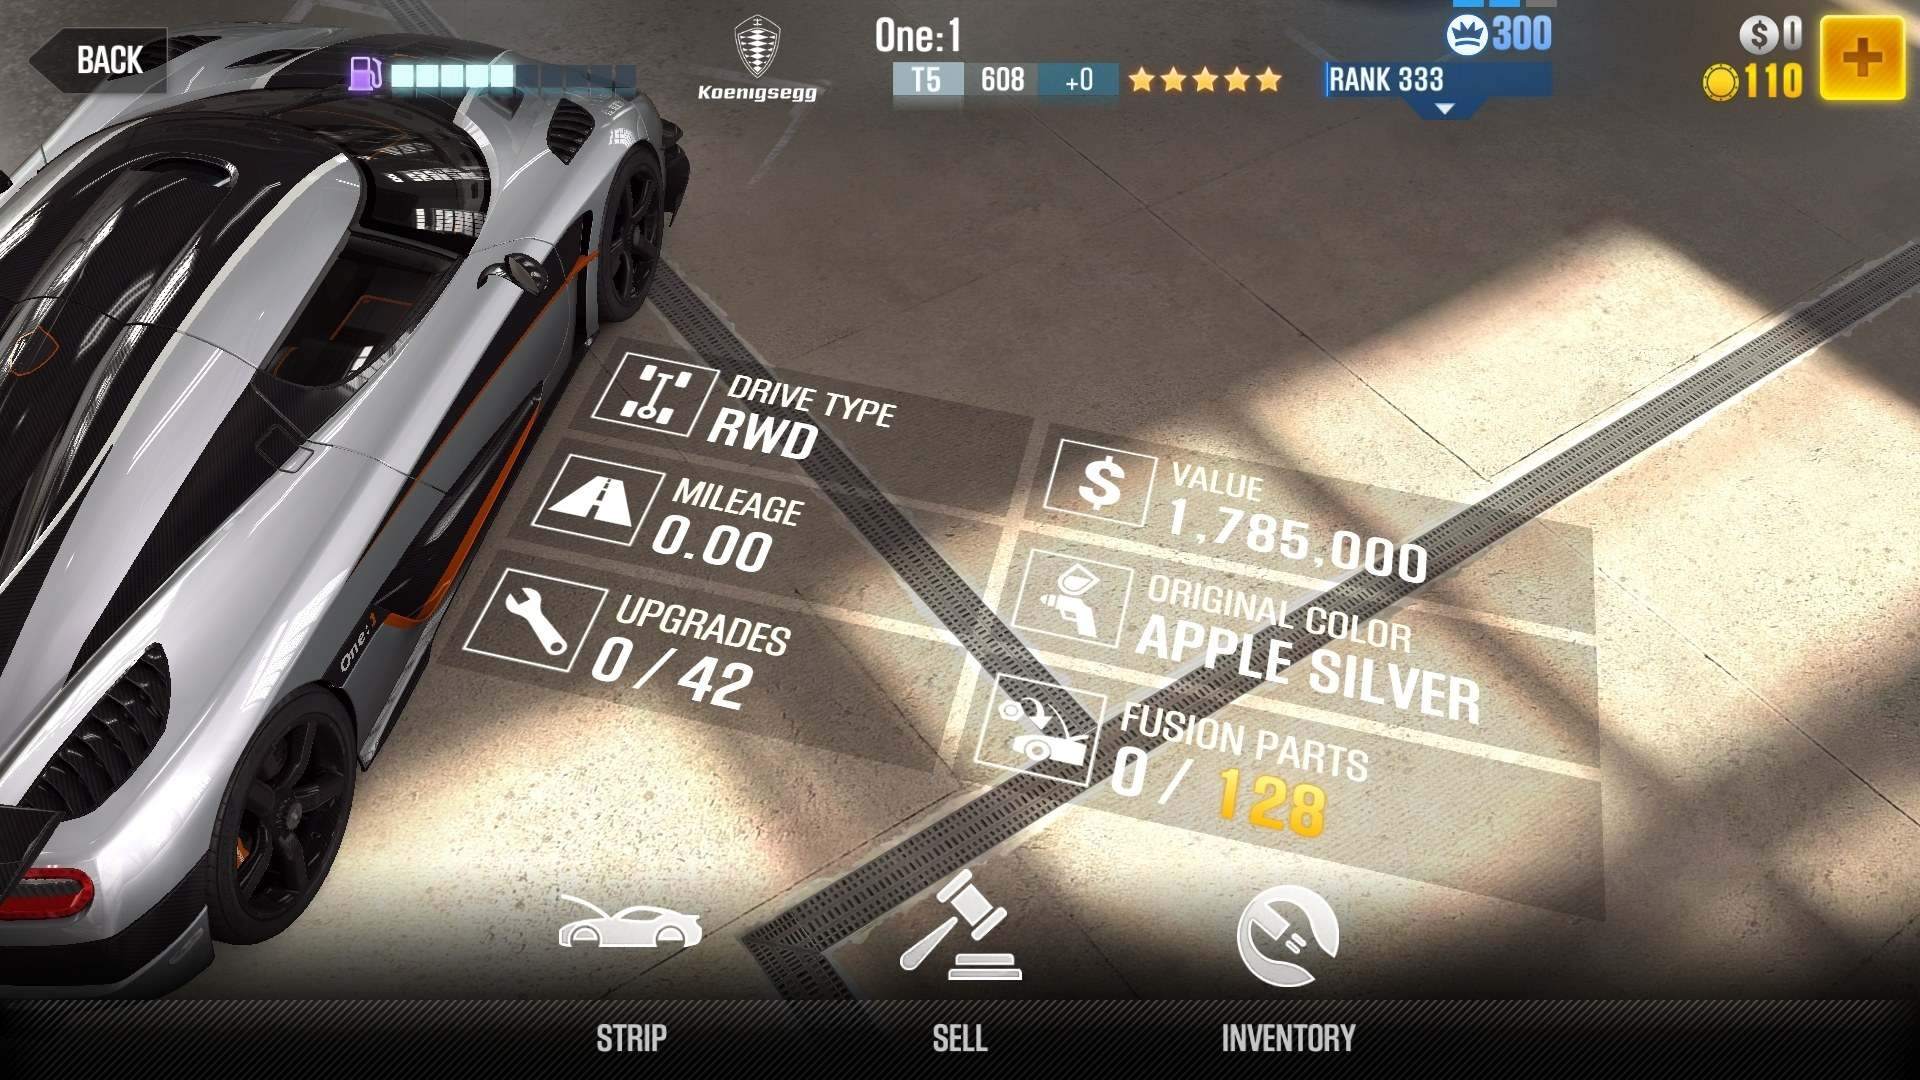 BACK
Koenigsegg
One:1
T5 608 +0
300
RANK 333
$ 0
110
DRIVE TYPE
RWD
MILEAGE
0.00
UPGRADES
0 / 42
$ VALUE
1,785,000
ORIGINAL COLOR
APPLE SILVER
FUSION PARTS
0 / 128
One:1
STRIP
SELL
INVENTORY